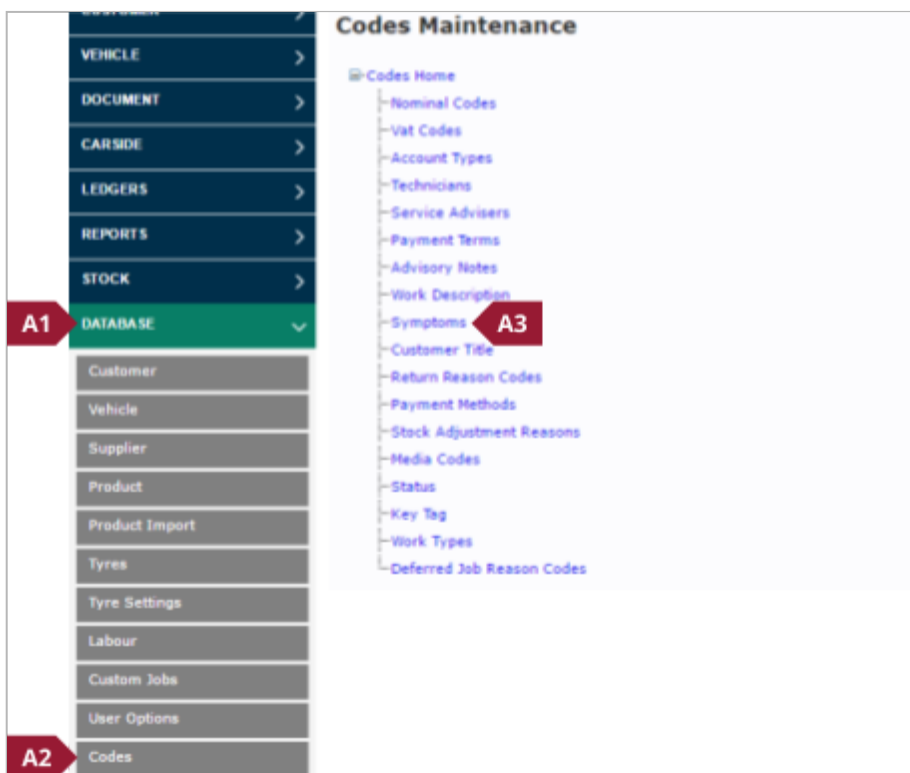 Codes Maintenance
VEHICLE
DOCUMENT
CARSIDE
LEDGERS
REPORTS
STOCK
A1 DATABASE
Customer
Vehicle
Supplier
Product
Product Import
Tyres
Tyre Settings
Labour
Custom Jobs
User Options
A2 Codes
Codes Home
Nominal Codes
Vat Codes
Account Types
Technicians
Service Advisers
Payment Terms
Advisory Notes
Work Description
Symptoms A3
Customer Title
Return Reason Codes
Payment Methods
Stock Adjustment Reasons
Media Codes
Status
Key Tag
Work Types
Deferred Job Reason Codes